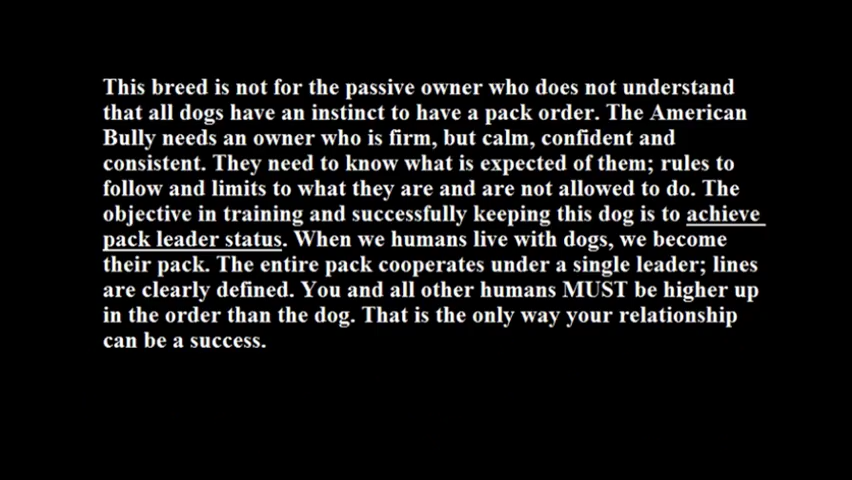 This breed is not for the passive owner who does not understand
that all dogs have an instinct to have a pack order. The American
Bully needs an owner who is firm, but calm, confident and
consistent. They need to know what is expected of them; rules to
follow and limits to what they are and are not allowed to do. The
objective in training and successfully keeping this dog is to achieve
pack leader status. When we humans live with dogs, we become
their pack. The entire pack cooperates under a single leader; lines
are clearly defined. You and all other humans MUST be higher up
in the order than the dog. That is the only way your relationship
can be a success.